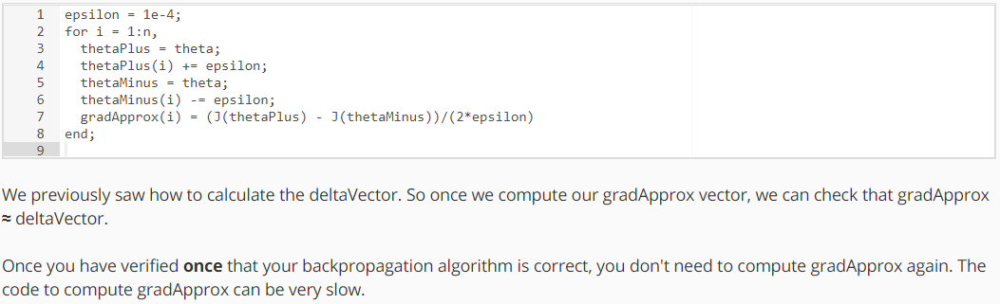 1 epsilon = 1e-4;
2 for i = 1:n,
3 thetaPlus = theta;
4 thetaPlus(i) += epsilon;
5 thetaMinus = theta;
6 thetaMinus(i) -= epsilon;
7 gradApprox(i) = (J(thetaPlus) - J(thetaMinus))/(2*epsilon)
8 end;
9
We previously saw how to calculate the deltaVector. So once we compute our gradApprox vector, we can check that gradApprox
≈ deltaVector.
Once you have verified once that your backpropagation algorithm is correct, you don't need to compute gradApprox again. The
code to compute gradApprox can be very slow.